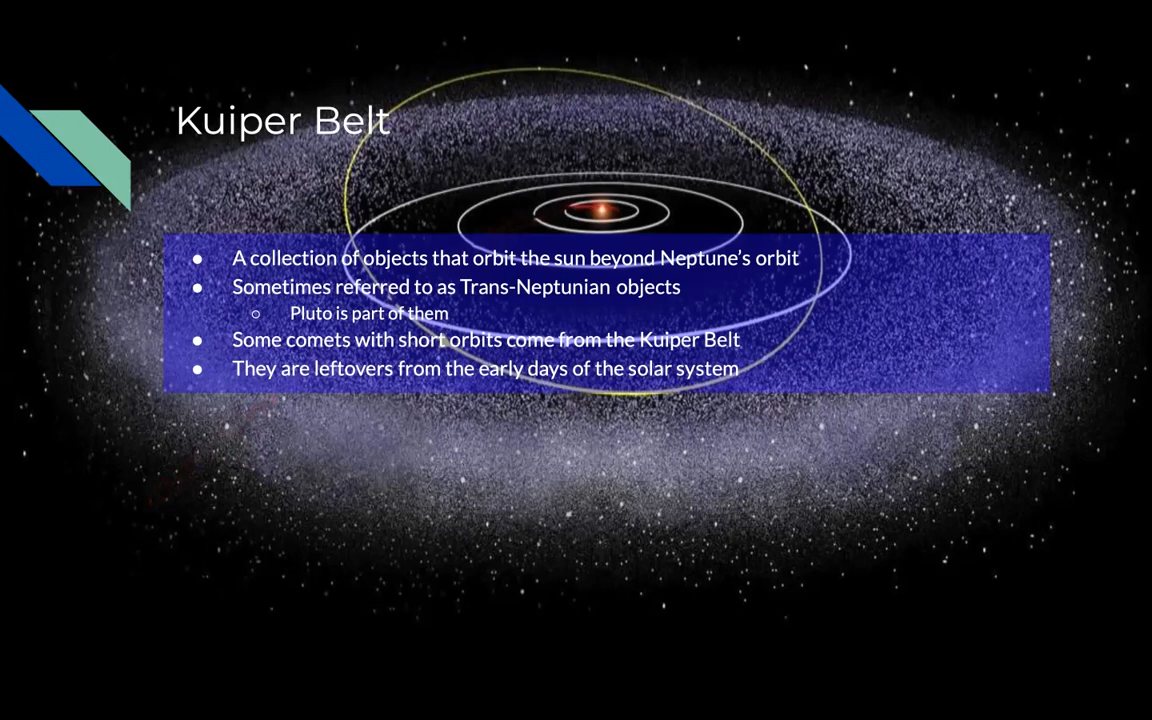 Kuiper Belt
● A collection of objects that orbit the sun beyond Neptune’s orbit
● Sometimes referred to as Trans-Neptunian objects
○ Pluto is part of them
● Some comets with short orbits come from the Kuiper Belt
● They are leftovers from the early days of the solar system